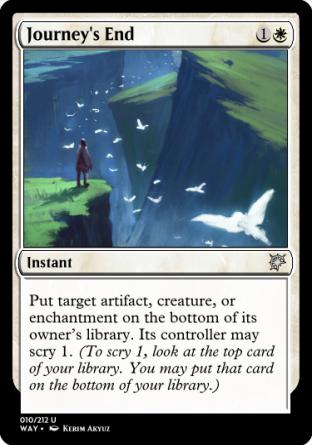 Journey's End
1
Instant
Put target artifact, creature, or
enchantment on the bottom of its
owner's library. Its controller may
scry 1. (To scry 1, look at the top card
of your library. You may put that card
on the bottom of your library.)
010/212 U
WAY • Kerim Akyuz